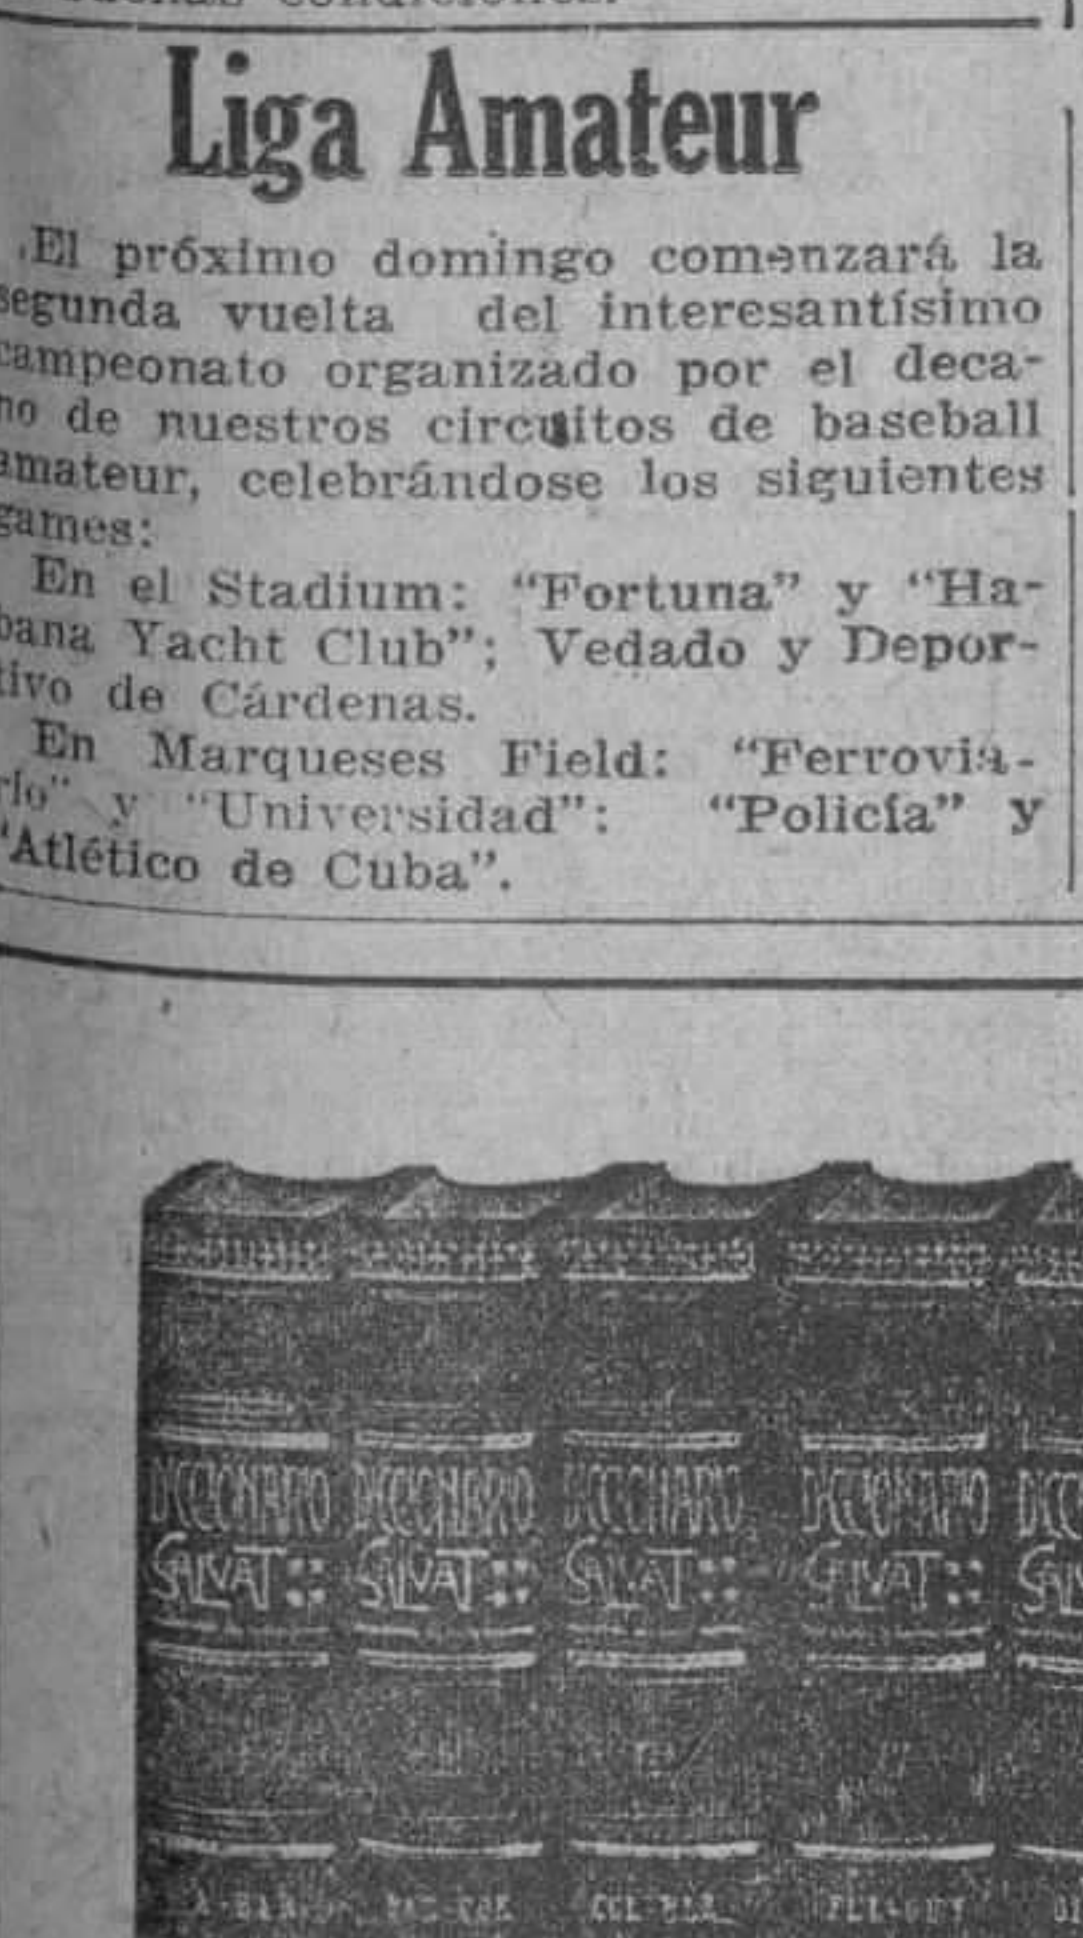 Liga Amateur
El próximo domingo comenzará la
segunda vuelta del interesantísimo
campeonato organizado por el deca-
no de nuestros circuitos de baseball
amateur, celebrándose los siguientes
games:
En el Stadium: “Fortuna” y “Ha-
bana Yacht Club”; Vedado y Depor-
tivo de Cárdenas.
En Marqueses Field: “Ferrovia-
rio” y “Universidad”: “Policía” y
“Atlético de Cuba”.
DICCIONARIO DICCIONARIO DICCIONARIO DICCIONARIO DICC
SALVAT SALVAT SALVAT SALVAT SAL